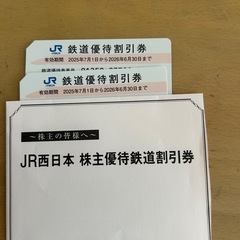 JR 鉄道優待割引券
有効期間 2025年7月1日から2026年6月30日まで
JR 鉄道優待割引券
有効期間 2025年7月1日から2026年6月30日まで
～株主の皆様へ～
JR西日本 株主優待鉄道割引券